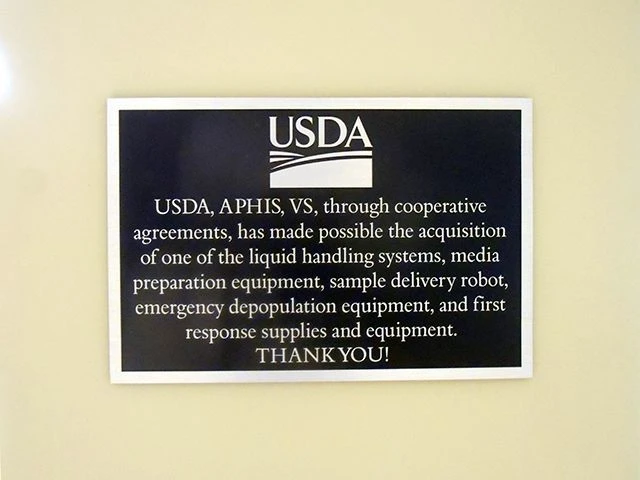 USDA
USDA, APHIS, VS, through cooperative
agreements, has made possible the acquisition
of one of the liquid handling systems, media
preparation equipment, sample delivery robot,
emergency depopulation equipment, and first
response supplies and equipment.
THANK YOU!